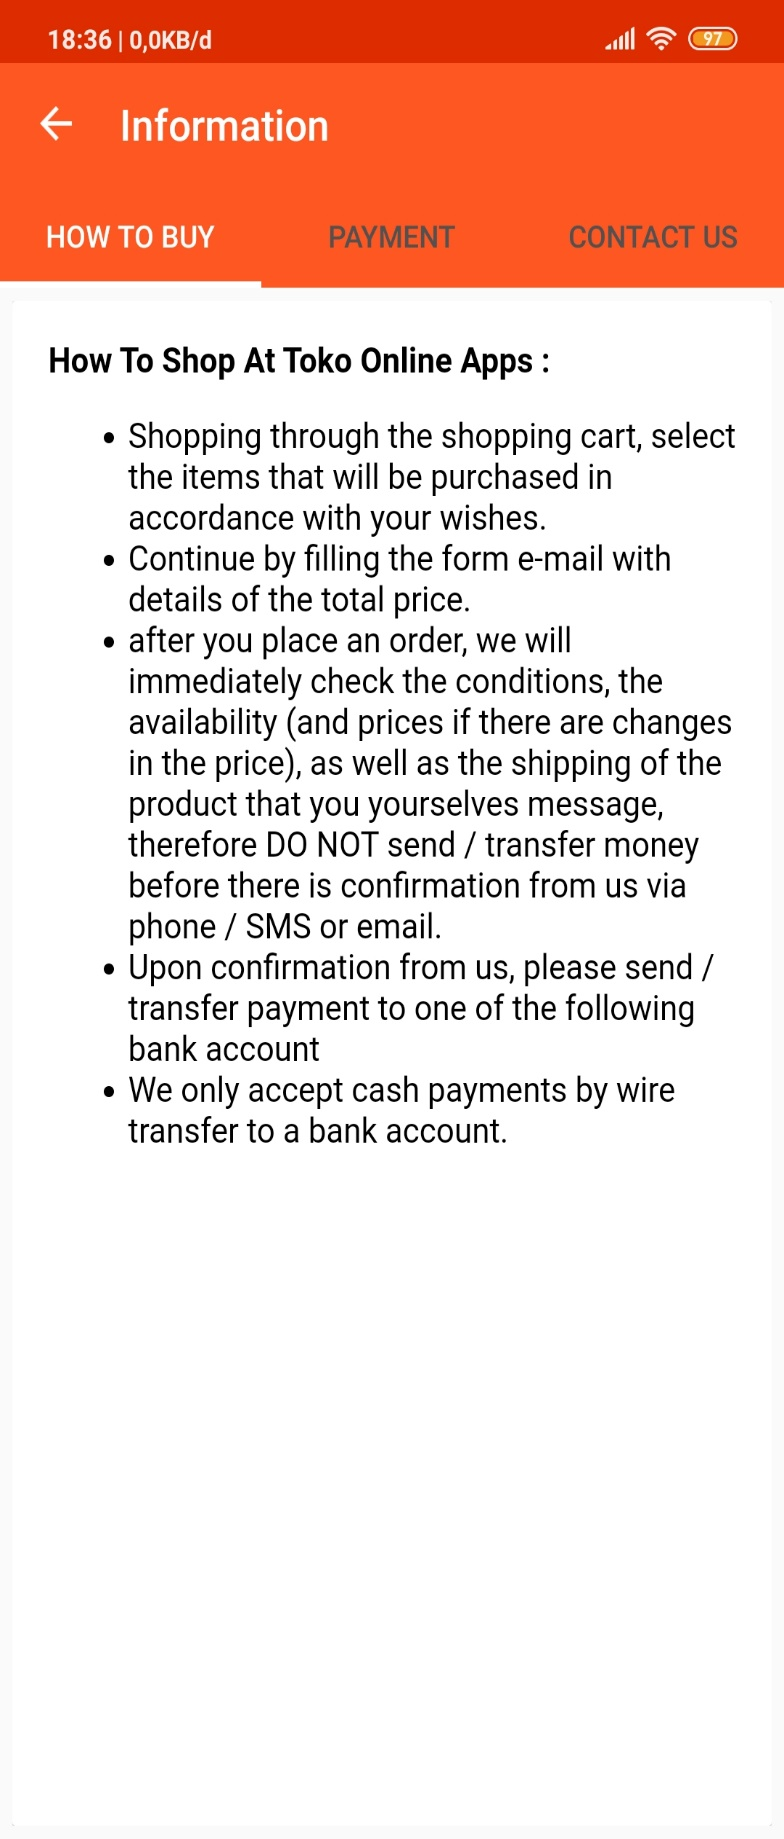 18:36 | 0,0KB/d 97
Information
HOW TO BUY PAYMENT CONTACT US
How To Shop At Toko Online Apps :
• Shopping through the shopping cart, select
the items that will be purchased in
accordance with your wishes.
• Continue by filling the form e-mail with
details of the total price.
• after you place an order, we will
immediately check the conditions, the
availability (and prices if there are changes
in the price), as well as the shipping of the
product that you yourselves message,
therefore DO NOT send / transfer money
before there is confirmation from us via
phone / SMS or email.
• Upon confirmation from us, please send /
transfer payment to one of the following
bank account
• We only accept cash payments by wire
transfer to a bank account.